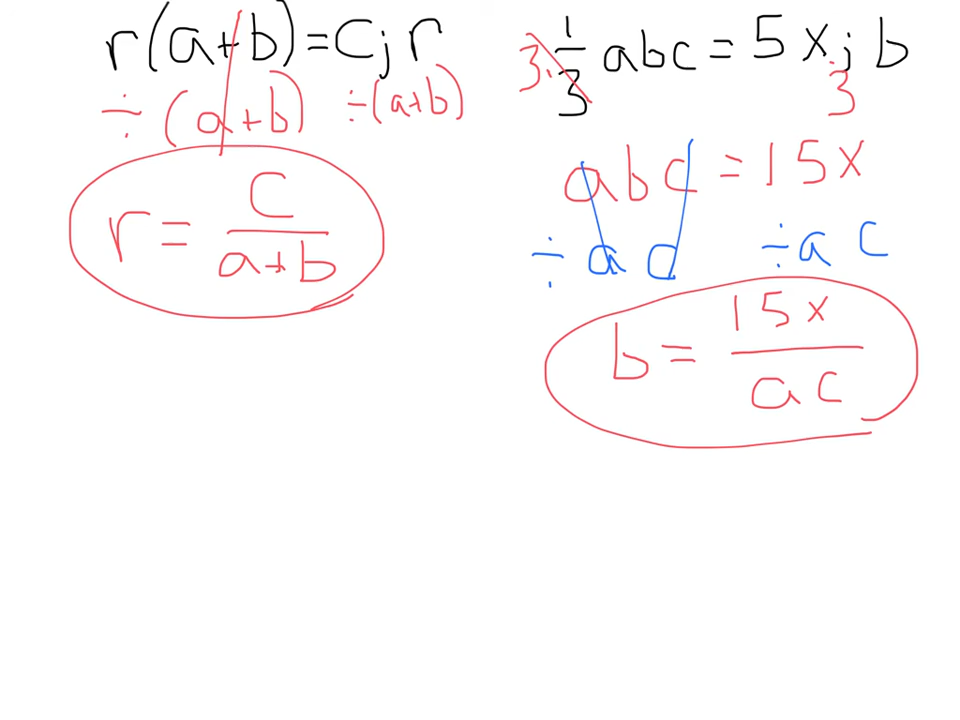 r(a+b)=c; r
÷(a+b) ÷(a+b)
r = c/(a+b)
3· 1/3 abc = 5x; b
3
abc = 15x
÷ac ÷ac
b = 15x/ac